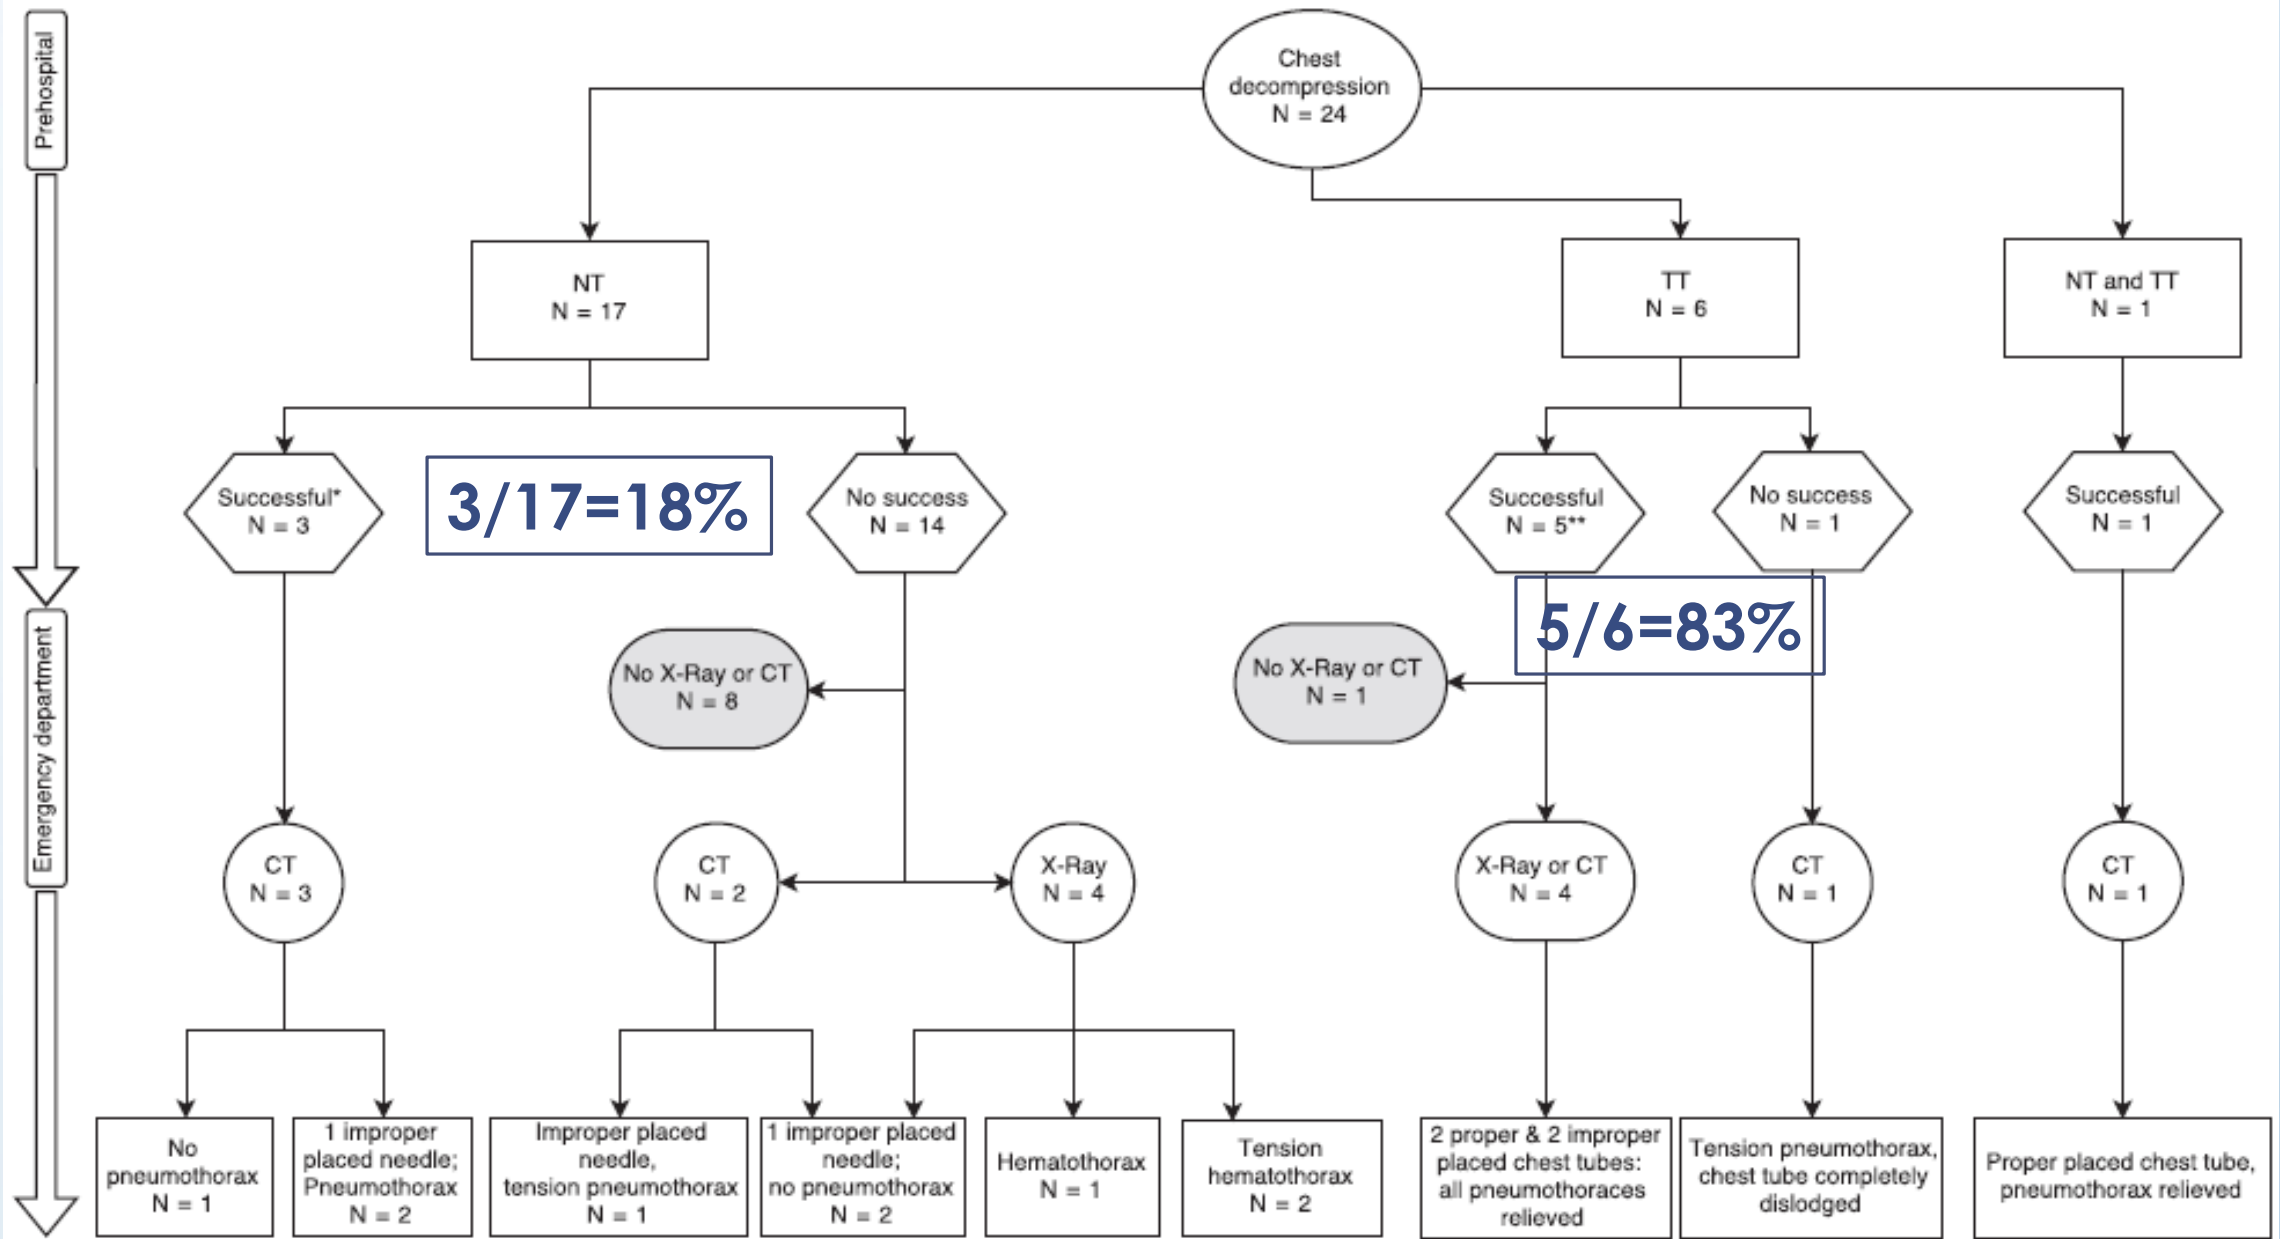 Prehospital
Chest
decompression
N = 24
NT
N = 17
TT
N = 6
NT and TT
N = 1
Successful*
N = 3
3/17=18%
No success
N = 14
Successful
N = 5**
No success
N = 1
Successful
N = 1
5/6=83%
Emergency department
No X-Ray or CT
N = 8
No X-Ray or CT
N = 1
CT
N = 3
CT
N = 2
X-Ray
N = 4
X-Ray or CT
N = 4
CT
N = 1
CT
N = 1
No
pneumothorax
N = 1
1 improper
placed needle;
Pneumothorax
N = 2
Improper placed
needle,
tension pneumothorax
N = 1
1 improper placed
needle;
no pneumothorax
N = 2
Hematothorax
N = 1
Tension
hematothorax
N = 2
2 proper & 2 improper
placed chest tubes:
all pneumothoraces
relieved
Tension pneumothorax,
chest tube completely
dislodged
Proper placed chest tube,
pneumothorax relieved